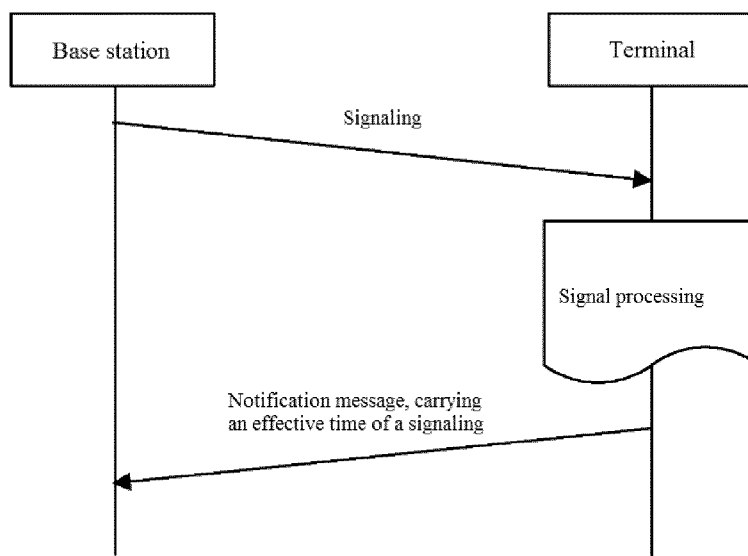 Base station
Terminal
Signaling
Signal processing
Notification message, carrying
an effective time of a signaling